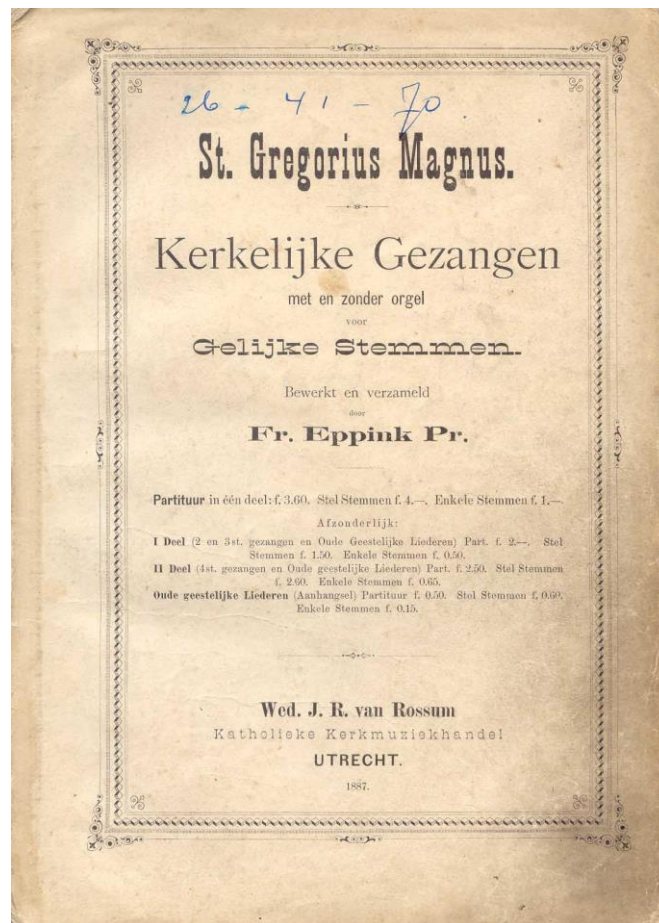 26 - 41 - 70
St. Gregorius Magnus.
Kerkelijke Gezangen
met en zonder orgel
voor
Gelijke Stemmen.
Bewerkt en verzameld
door
Fr. Eppink Pr.
Partituur in één deel: f. 3.60. Stel Stemmen f. 4.—. Enkele Stemmen f. 1.—.
Afzonderlijk:
I Deel (2 en 3st. gezangen en Oude Geestelijke Liederen) Part. f. 2.—. Stel
Stemmen f. 1.50. Enkele Stemmen f. 0.50.
II Deel (4st. gezangen en Oude geestelijke Liederen) Part. f. 2.50. Stel Stemmen
f. 2.60. Enkele Stemmen f. 0.65.
Oude geestelijke Liederen (Aanhangsel) Partituur f. 0.50. Stel Stemmen f. 0.60.
Enkele Stemmen f. 0.15.
Wed. J. R. van Rossum
Katholieke Kerkmuziekhandel
UTRECHT.
1887.